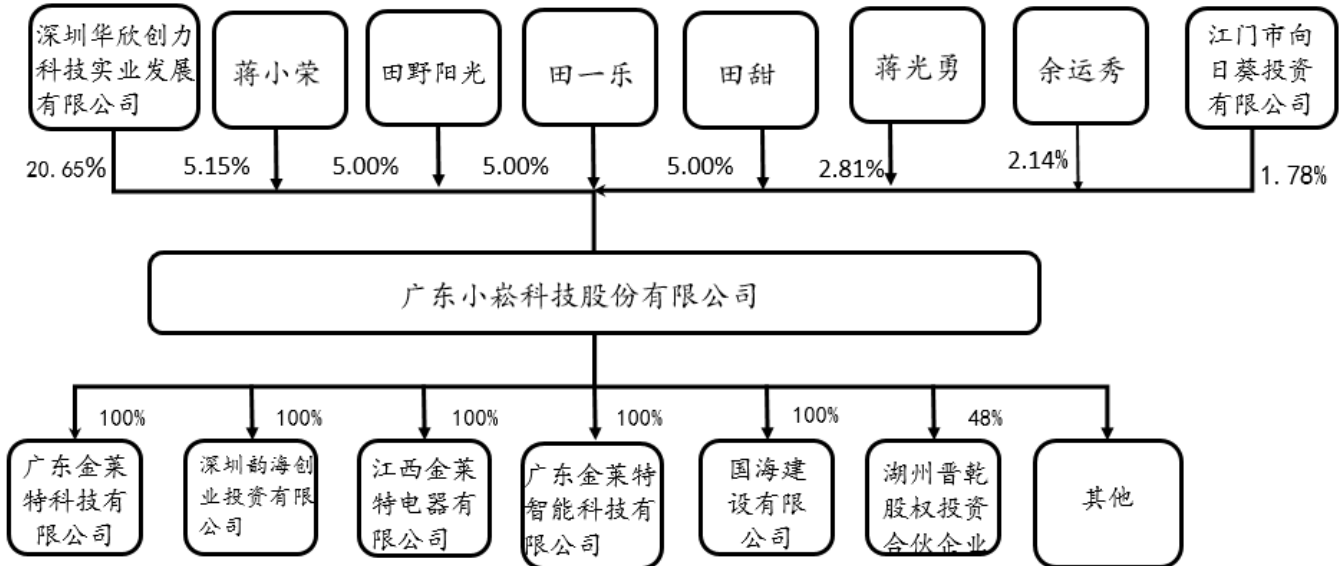 深圳华欣创力
科技实业发展
有限公司
蒋小荣
田野阳光
田一乐
田甜
蒋光勇
余运秀
江门市向
日葵投资
有限公司
20.65%
5.15%
5.00%
5.00%
5.00%
2.81%
2.14%
1.78%
广东小崧科技股份有限公司
100%
100%
100%
100%
100%
48%
广东金莱
特科技有
限公司
深圳韵海创
业投资有限
公司
江西金莱
特电器有
限公司
广东金莱特
智能科技有
限公司
国海建
设有限
公司
湖州晋乾
股权投资
合伙企业
其他